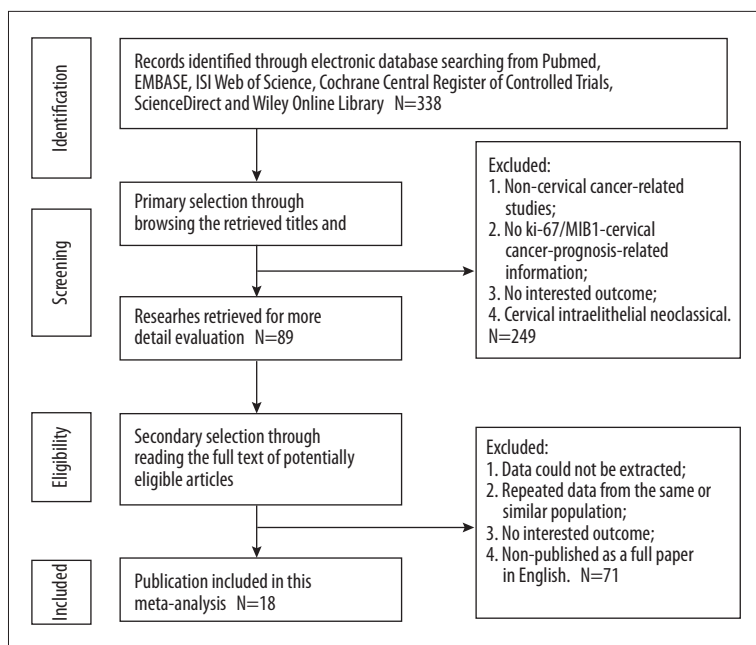 Identification
Records identified through electronic database searching from Pubmed,
EMBASE, ISI Web of Science, Cochrane Central Register of Controlled Trials,
ScienceDirect and Wiley Online Library N=338
Screening
Primary selection through
browsing the retrieved titles and
Excluded:
1. Non-cervical cancer-related
studies;
2. No ki-67/MIB1-cervical
cancer-prognosis-related
information;
3. No interested outcome;
4. Cervical intraelithelial neoclassical.
N=249
Researhes retrieved for more
detail evaluation N=89
Eligibility
Secondary selection through
reading the full text of potentially
eligible articles
Excluded:
1. Data could not be extracted;
2. Repeated data from the same or
similar population;
3. No interested outcome;
4. Non-published as a full paper
in English. N=71
Included
Publication included in this
meta-analysis N=18